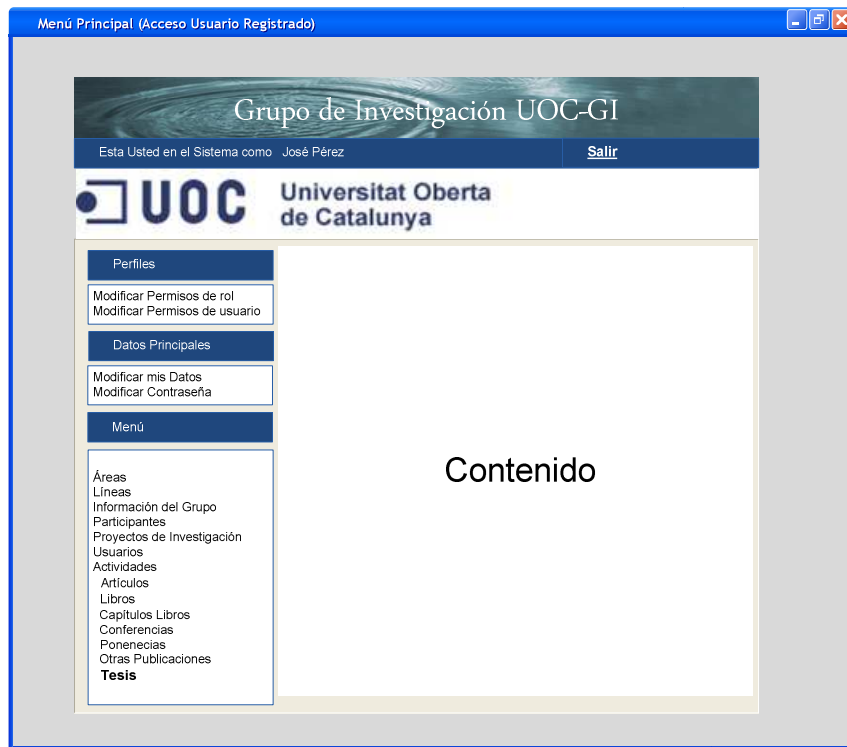 Menú Principal (Acceso Usuario Registrado)
Grupo de Investigación UOC-GI
Esta Usted en el Sistema como José Pérez Salir
UOC Universitat Oberta
de Catalunya
Perfiles
Modificar Permisos de rol
Modificar Permisos de usuario
Datos Principales
Modificar mis Datos
Modificar Contraseña
Menú
Áreas
Líneas
Información del Grupo
Participantes
Proyectos de Investigación
Usuarios
Actividades
Artículos
Libros
Capítulos Libros
Conferencias
Ponenecias
Otras Publicaciones
Tesis
Contenido